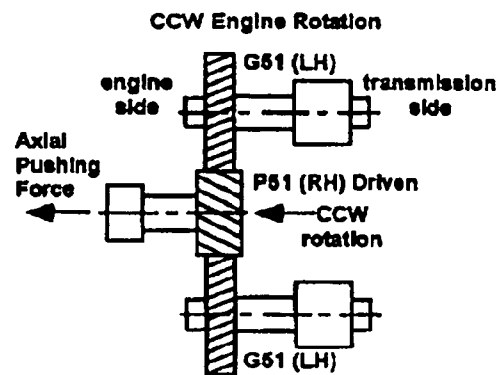 CCW Engine Rotation
G51 (LH)
engine
side
transmission
side
Axial
Pushing
Force
P51 (RH) Driven
CCW
rotation
G51 (LH)